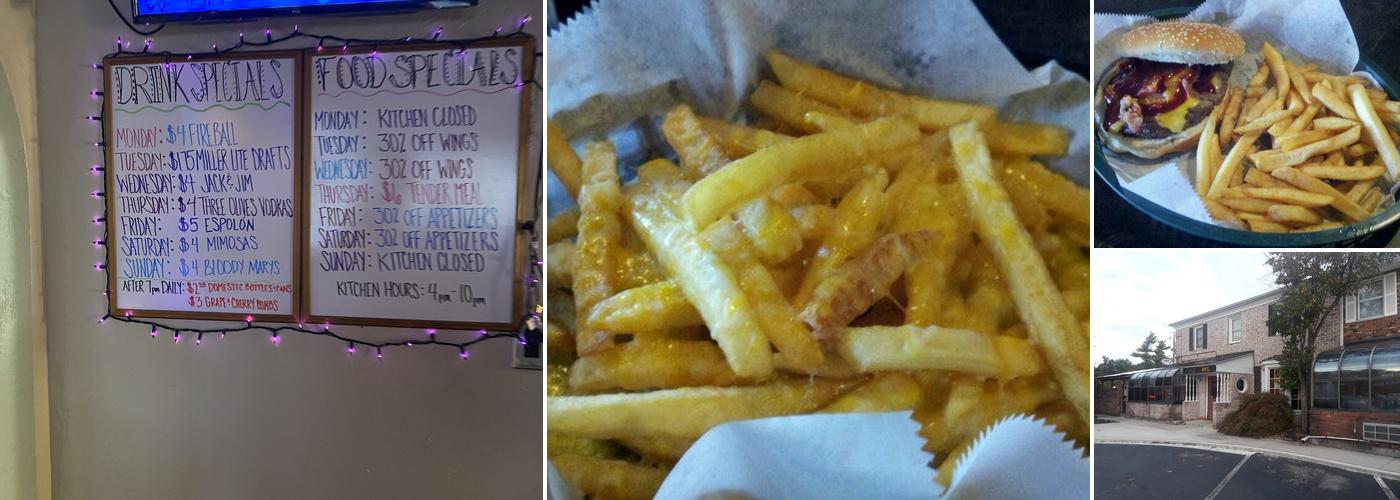 DRINK SPECIALS
MONDAY: $4 FIREBALL
TUESDAY: $1.75 MILLER LITE DRAFTS
WEDNESDAY: $4 JACK & JIM
THURSDAY: $4 THREE OLIVES VODKAS
FRIDAY: $5 ESPOLÓN
SATURDAY: $4 MIMOSAS
SUNDAY: $4 BLOODY MARYS
AFTER 7pm DAILY: DOMESTIC BOTTLES & CANS
$3 GRAPE & CHERRY BOMBS
FOOD SPECIALS
MONDAY: KITCHEN CLOSED
TUESDAY: 30% OFF WINGS
WEDNESDAY: 30% OFF WINGS
THURSDAY: $6 TENDER MEAL
FRIDAY: 30% OFF APPETIZERS
SATURDAY: 30% OFF APPETIZERS
SUNDAY: KITCHEN CLOSED
KITCHEN HOURS: 4pm-10pm